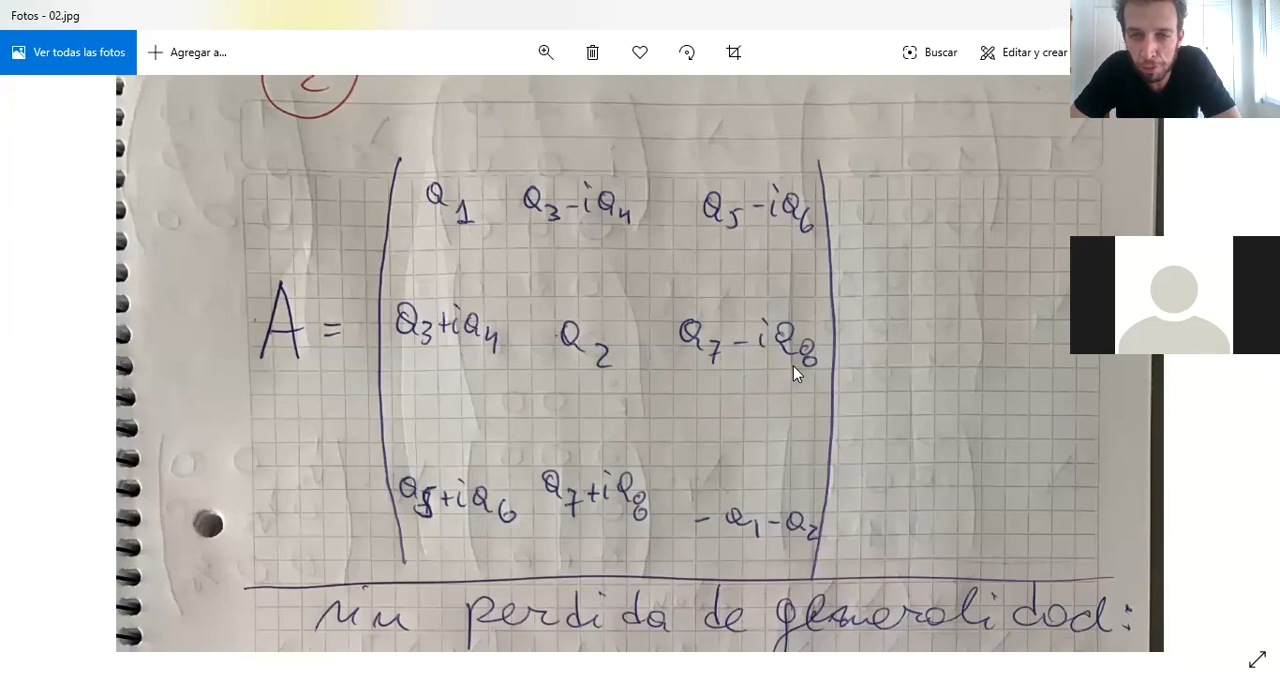 Fotos - 02.jpg
Ver todas las fotos
Agregar a...
Buscar
Editar y crear
2
a₁ a₃-ia₄ a₅-ia₆
A = a₃+ia₄ a₂ a₇-ia₈
a₅+ia₆ a₇+ia₈ -a₁-a₂
sin perdida de generalidad: